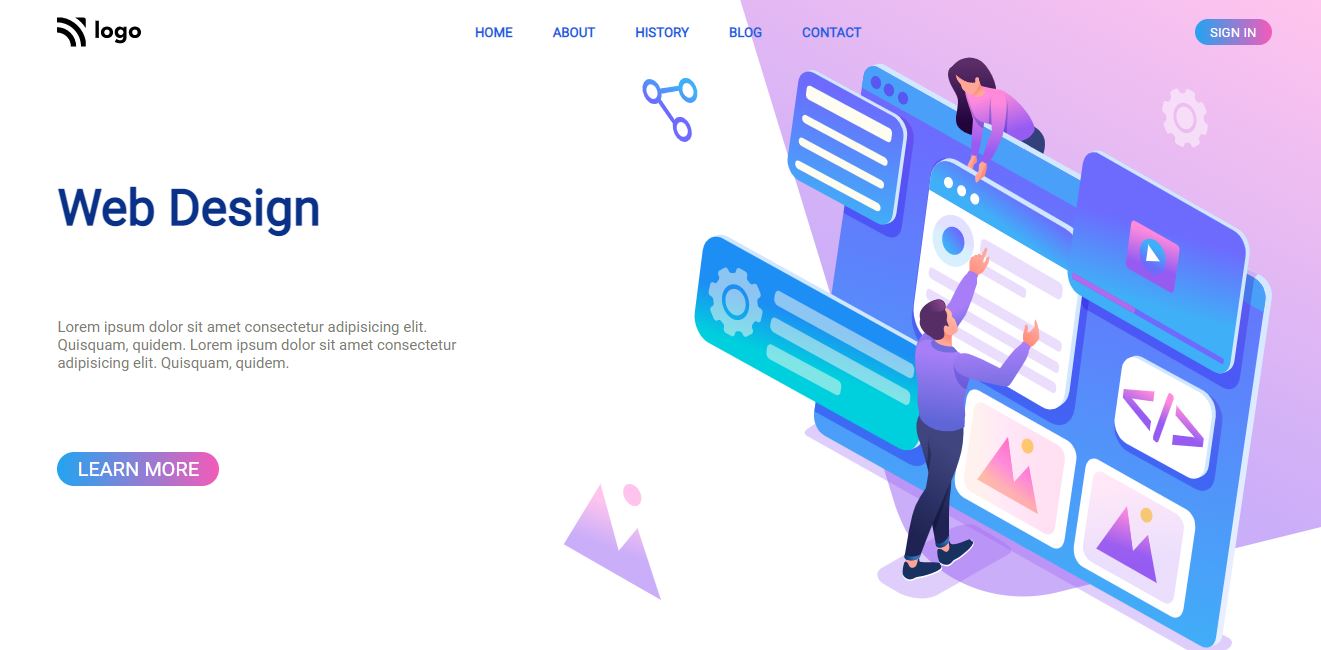 logo
HOME
ABOUT
HISTORY
BLOG
CONTACT
SIGN IN
Web Design
Lorem ipsum dolor sit amet consectetur adipisicing elit.
Quisquam, quidem. Lorem ipsum dolor sit amet consectetur
adipisicing elit. Quisquam, quidem.
LEARN MORE
</>